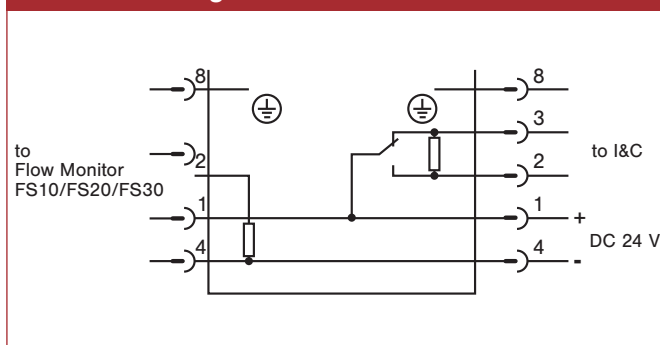 8
2
1
4
to
Flow Monitor
FS10/FS20/FS30
8
3
2
1
4
to I&C
+
DC 24 V
-